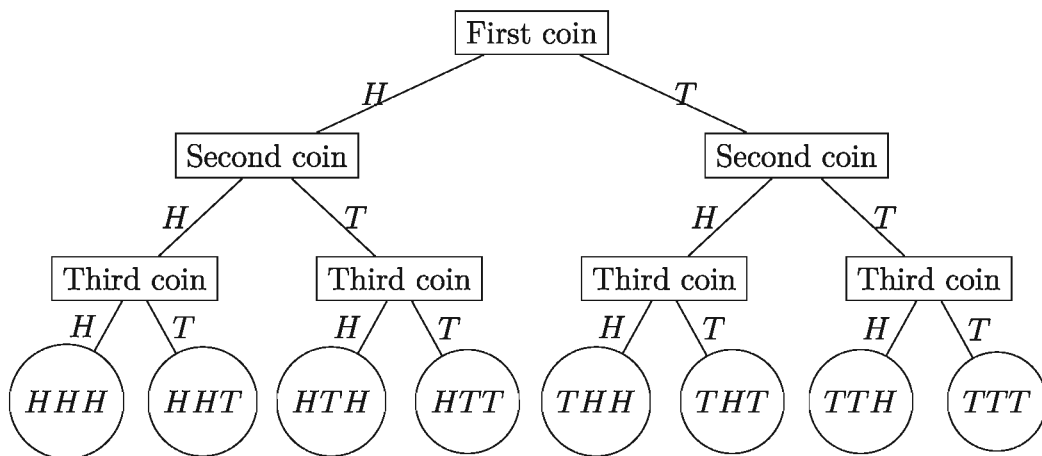 First coin
H T
Second coin Second coin
H T H T
Third coin Third coin Third coin Third coin
H T H T H T H T
HHH HHT HTH HTT THH THT TTH TTT